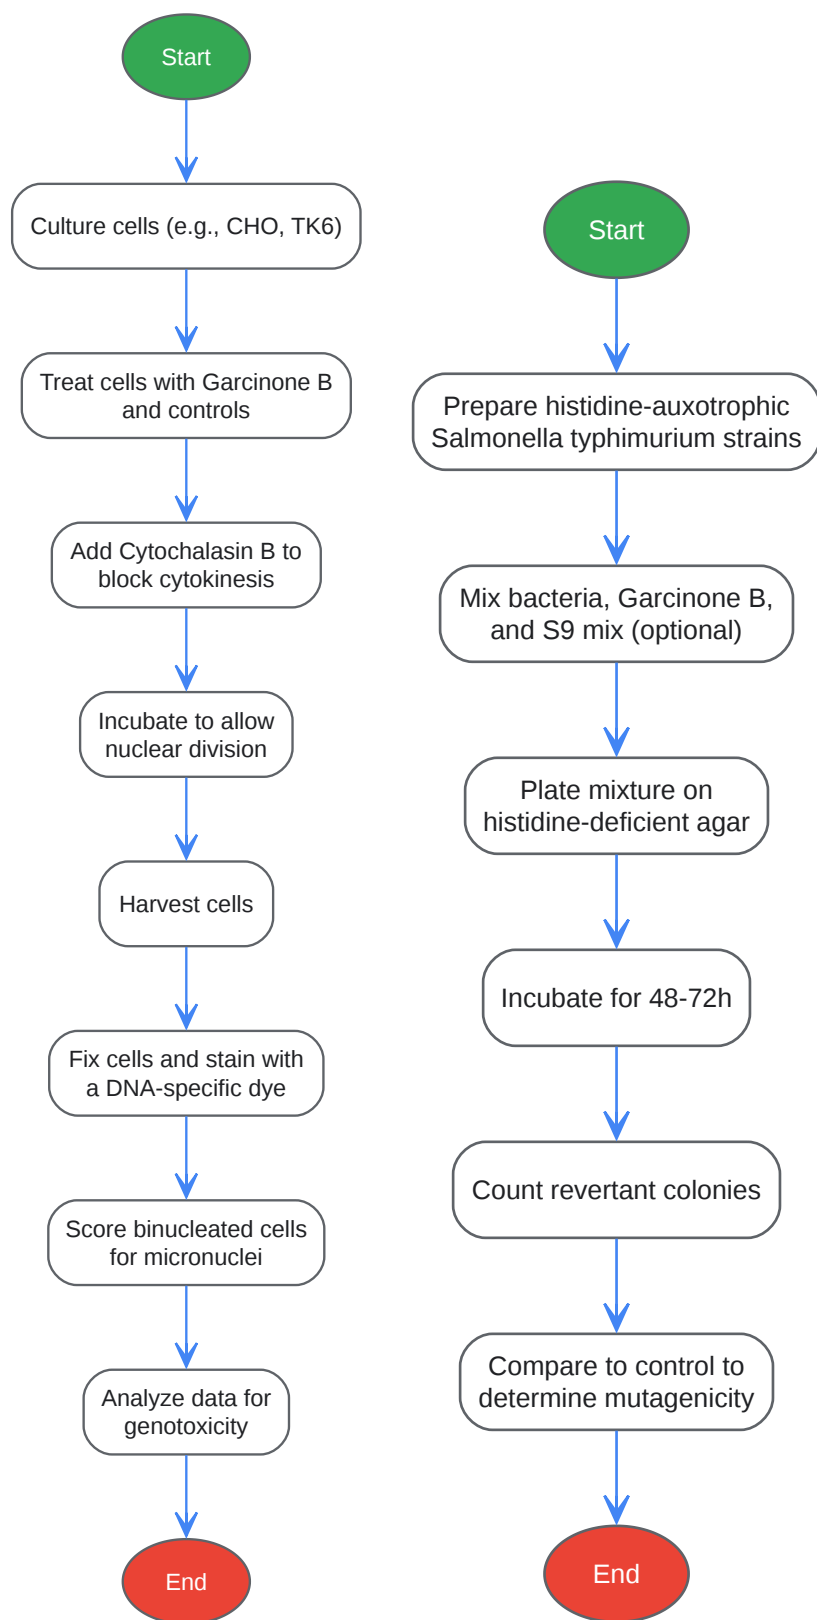 Start
Culture cells (e.g., CHO, TK6)
Treat cells with Garcinone B
and controls
Add Cytochalasin B to
block cytokinesis
Incubate to allow
nuclear division
Harvest cells
Fix cells and stain with
a DNA-specific dye
Score binucleated cells
for micronuclei
Analyze data for
genotoxicity
End
Start
Prepare histidine-auxotrophic
Salmonella typhimurium strains
Mix bacteria, Garcinone B,
and S9 mix (optional)
Plate mixture on
histidine-deficient agar
Incubate for 48-72h
Count revertant colonies
Compare to control to
determine mutagenicity
End